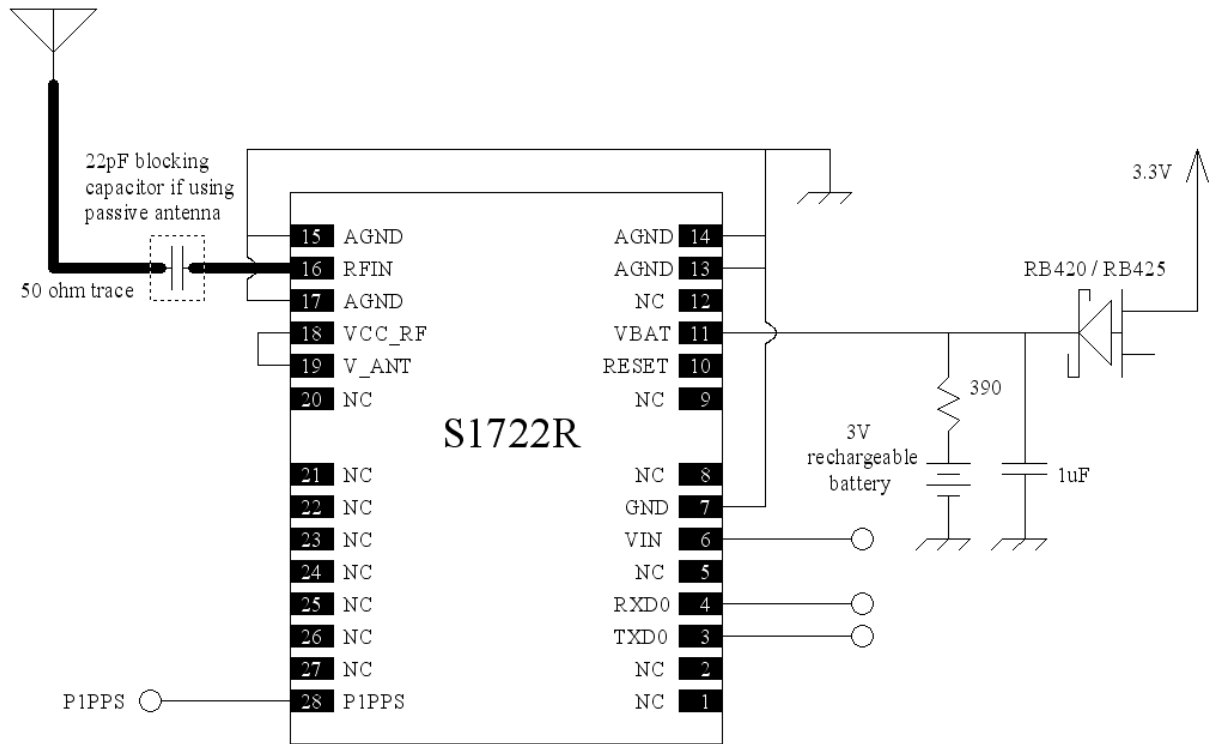 22pF blocking
capacitor if using
passive antenna
3.3V
15 AGND AGND 14
16 RFIN AGND 13
50 ohm trace
RB420 / RB425
17 AGND NC 12
18 VCC_RF VBAT 11
19 V_ANT RESET 10
20 NC NC 9
390
S1722R
3V
rechargeable
battery
1uF
21 NC NC 8
22 NC GND 7
23 NC VIN 6
24 NC NC 5
25 NC RXD0 4
26 NC TXD0 3
27 NC NC 2
P1PPS 28 P1PPS NC 1